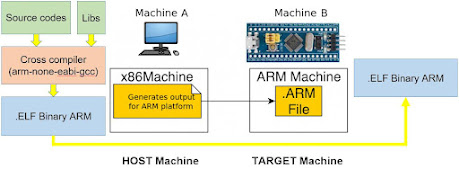 Source codes
Libs
Cross compiler
(arm-none-eabi-gcc)
.ELF Binary ARM
Machine A
x86Machine
Generates output
for ARM platform
HOST Machine
Machine B
ARM Machine
.ARM
File
TARGET Machine
.ELF Binary ARM